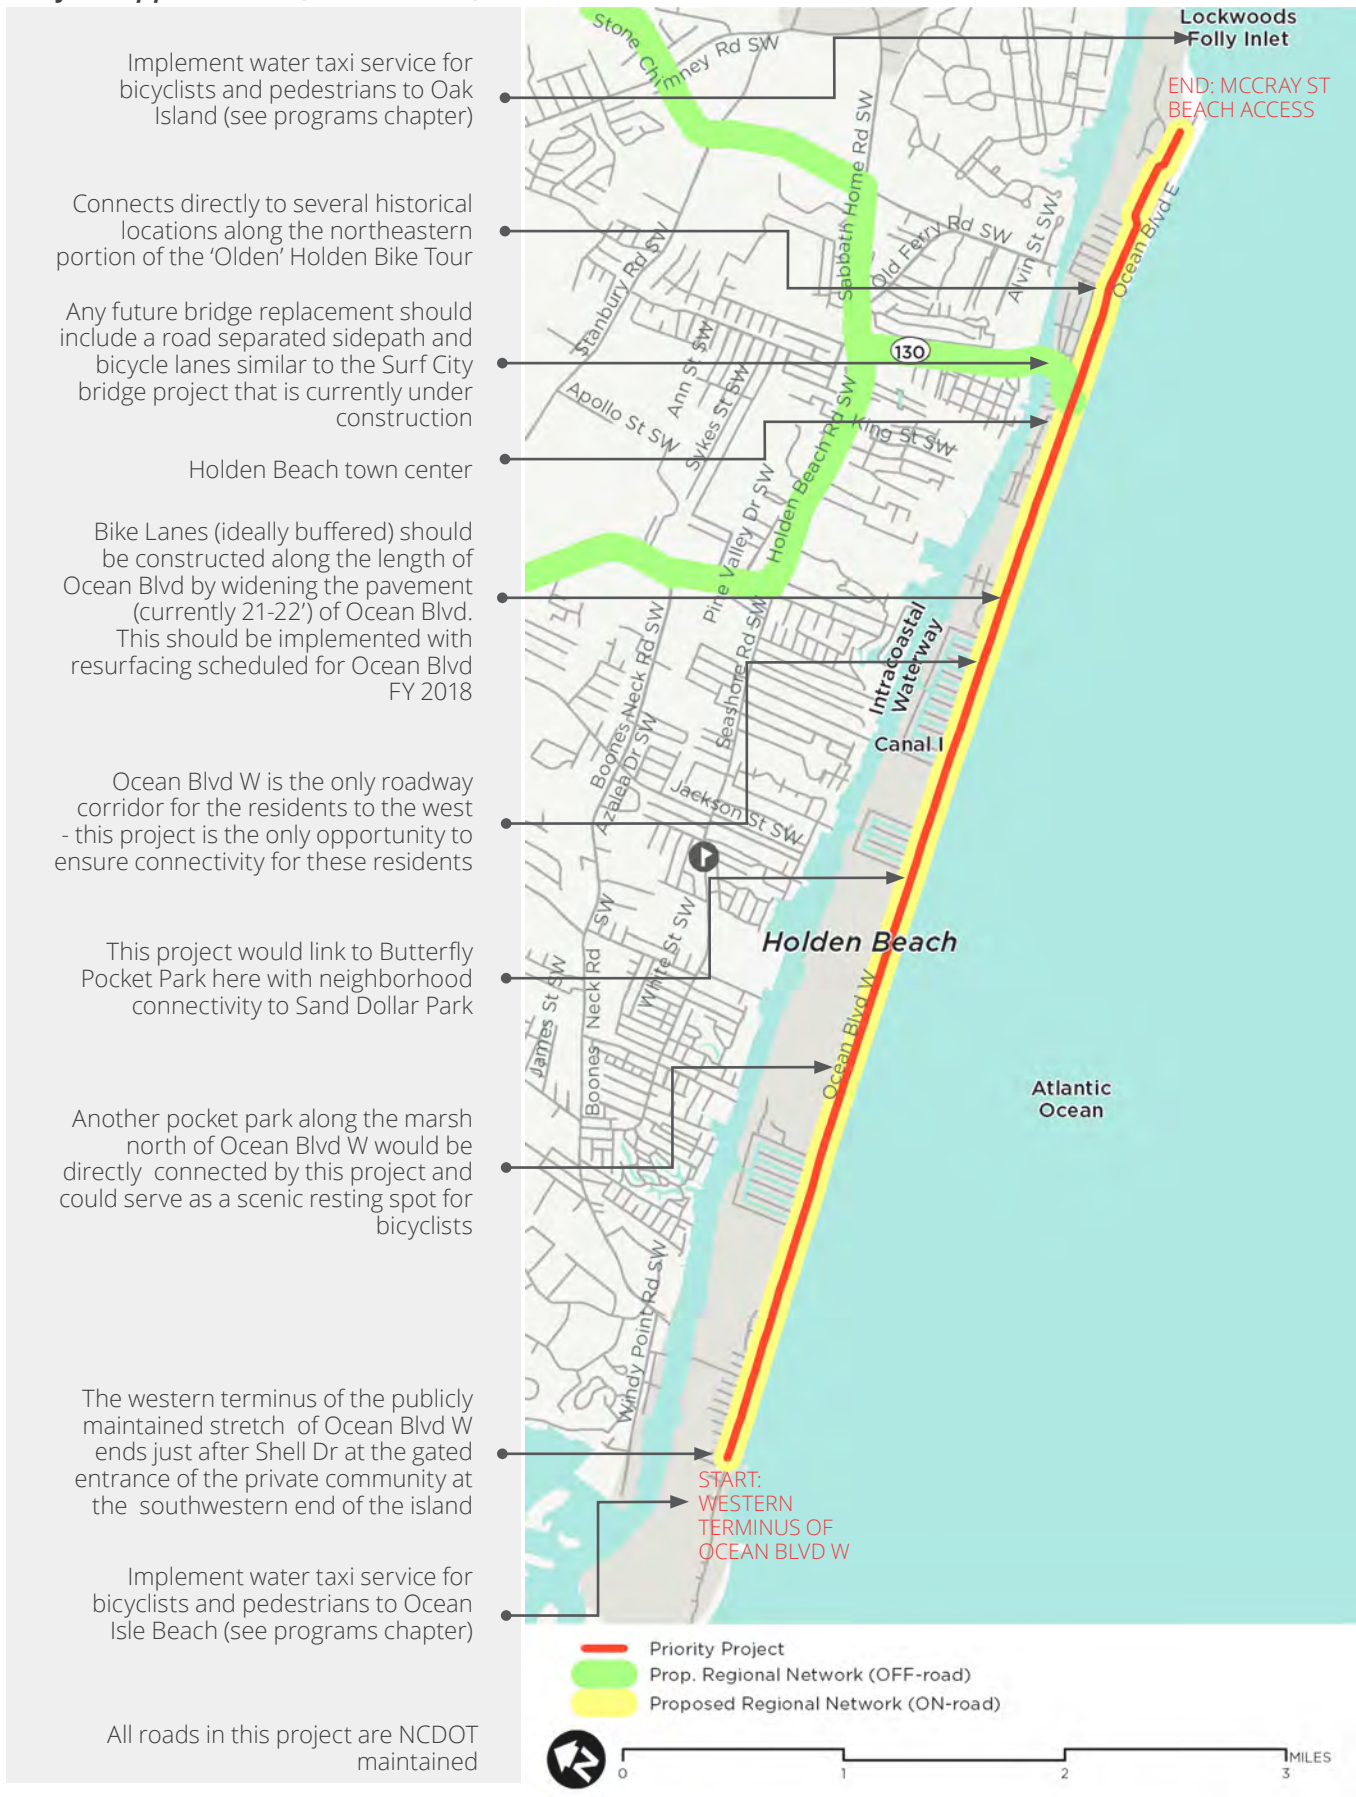 Implement water taxi service for
bicyclists and pedestrians to Oak
Island (see programs chapter)
Connects directly to several historical
locations along the northeastern
portion of the ‘Olden’ Holden Bike Tour
Any future bridge replacement should
include a road separated sidepath and
bicycle lanes similar to the Surf City
bridge project that is currently under
construction
Holden Beach town center
Bike Lanes (ideally buffered) should
be constructed along the length of
Ocean Blvd by widening the pavement
(currently 21-22’) of Ocean Blvd.
This should be implemented with
resurfacing scheduled for Ocean Blvd
FY 2018
Ocean Blvd W is the only roadway
corridor for the residents to the west
- this project is the only opportunity to
ensure connectivity for these residents
This project would link to Butterfly
Pocket Park here with neighborhood
connectivity to Sand Dollar Park
Another pocket park along the marsh
north of Ocean Blvd W would be
directly connected by this project and
could serve as a scenic resting spot for
bicyclists
The western terminus of the publicly
maintained stretch of Ocean Blvd W
ends just after Shell Dr at the gated
entrance of the private community at
the southwestern end of the island
Implement water taxi service for
bicyclists and pedestrians to Ocean
Isle Beach (see programs chapter)
All roads in this project are NCDOT
maintained
Lockwoods
Folly Inlet
END: MCCRAY ST
BEACH ACCESS
Stone Chimney Rd SW
Sabbath Home Rd SW
Old Ferry Rd SW
Alvin St SW
Ocean Blvd E
Stanbury Rd SW
130
Ann St SW
Apollo St SW
Sykes St SW
King St SW
Holden Beach Rd SW
Pine Valley Dr SW
Seashore Rd SW
Boones Neck Rd SW
Azalea Dr SW
Intracoastal
Waterway
Canal I
Jackson St SW
Holden Beach
White St SW
James St SW
Boones Neck Rd SW
Ocean Blvd W
Atlantic
Ocean
Windy Point Rd SW
START:
WESTERN
TERMINUS OF
OCEAN BLVD W
Priority Project
Prop. Regional Network (OFF-road)
Proposed Regional Network (ON-road)
N
0 1 2 3 MILES